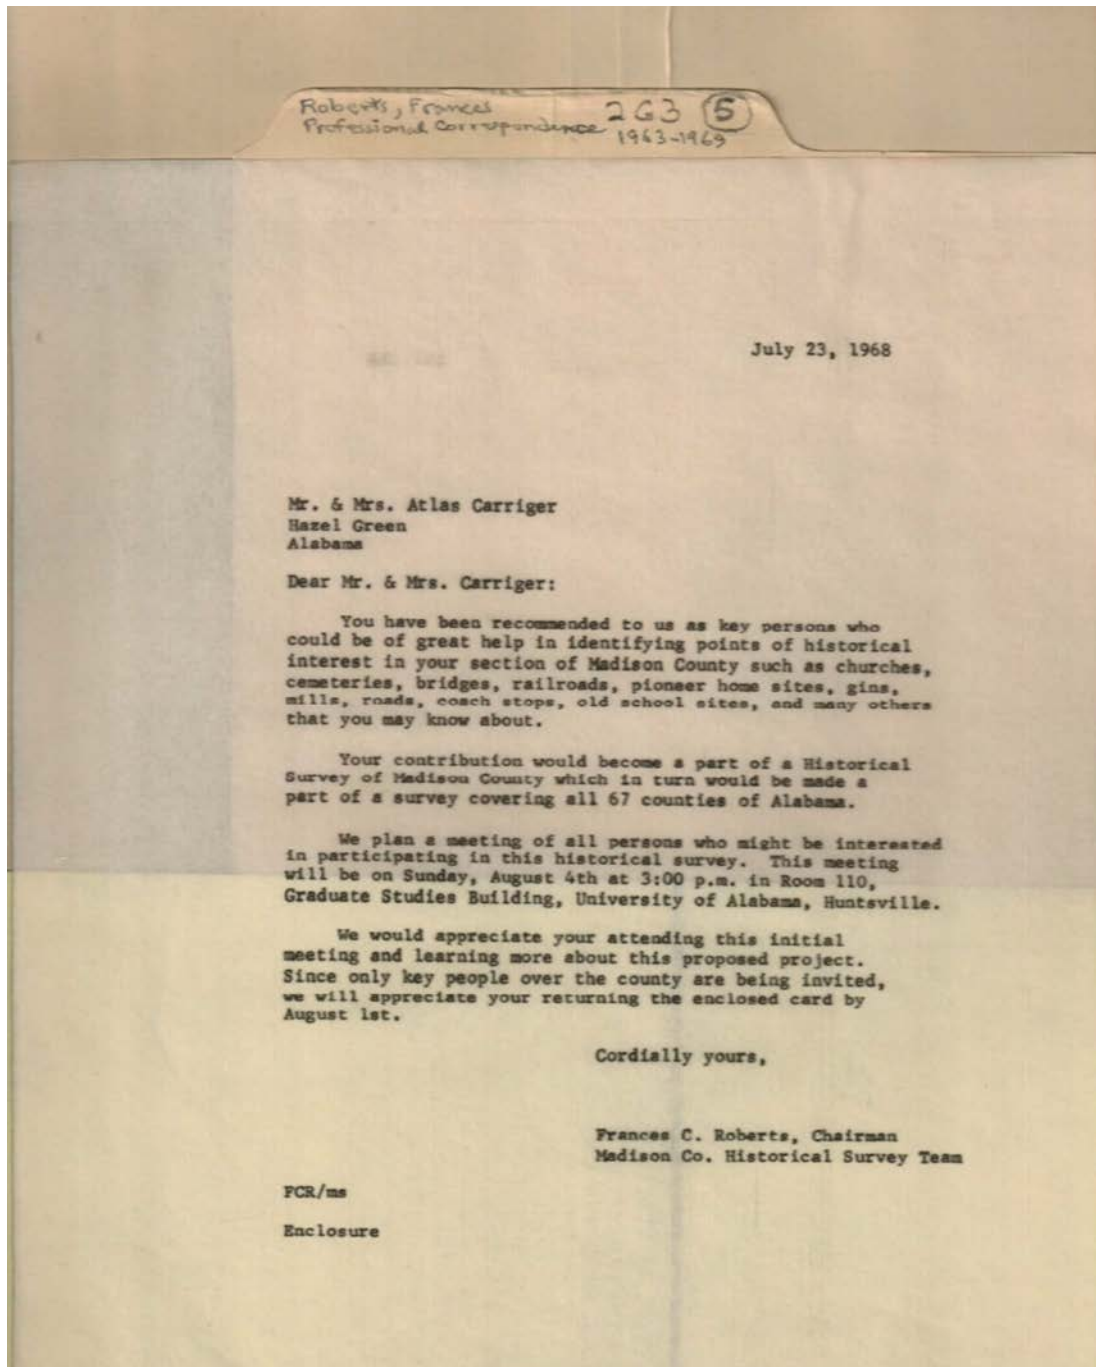 Roberts, Frances 2G3 5
Professional Correspondence 1963-1969
July 23, 1968
Mr. & Mrs. Atlas Carriger
Hazel Green
Alabama
Dear Mr. & Mrs. Carriger:
You have been recommended to us as key persons who
could be of great help in identifying points of historical
interest in your section of Madison County such as churches,
cemeteries, bridges, railroads, pioneer home sites, gins,
mills, roads, coach stops, old school sites, and many others
that you may know about.
Your contribution would become a part of a Historical
Survey of Madison County which in turn would be made a
part of a survey covering all 67 counties of Alabama.
We plan a meeting of all persons who might be interested
in participating in this historical survey. This meeting
will be on Sunday, August 4th at 3:00 p.m. in Room 110,
Graduate Studies Building, University of Alabama, Huntsville.
We would appreciate your attending this initial
meeting and learning more about this proposed project.
Since only key people over the county are being invited,
we will appreciate your returning the enclosed card by
August 1st.
Cordially yours,
Frances C. Roberts, Chairman
Madison Co. Historical Survey Team
FCR/ms
Enclosure